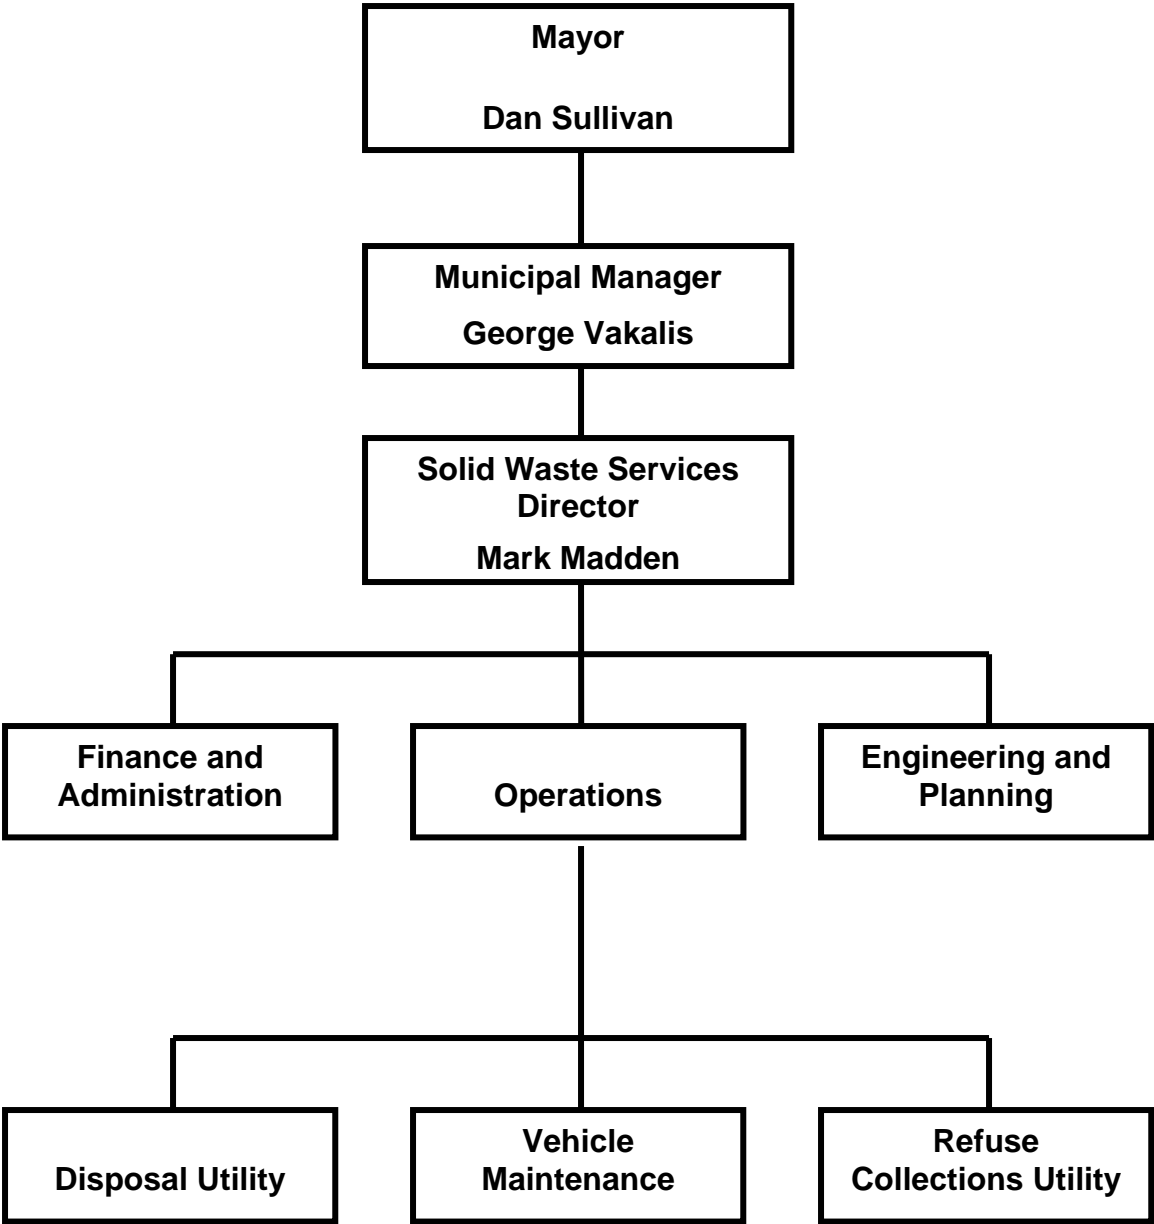 Mayor
Dan Sullivan
Municipal Manager
George Vakalis
Solid Waste Services
Director
Mark Madden
Finance and
Administration
Operations
Engineering and
Planning
Disposal Utility
Vehicle
Maintenance
Refuse
Collections Utility